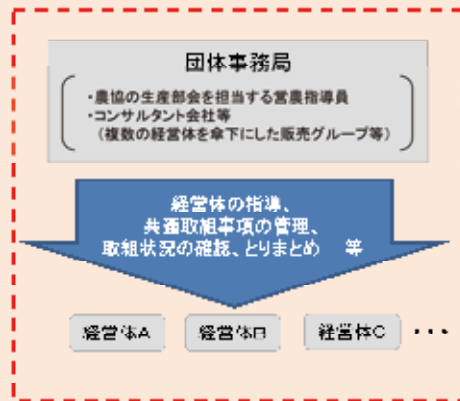 団体事務局
・農協の生産部会を担当する営農指導員
・コンサルタント会社等
（複数の経営体を傘下にした販売グループ等）
経営体の指導、
共通取組事項の管理、
取組状況の確認、とりまとめ　等
経営体A
経営体B
経営体C
・・・